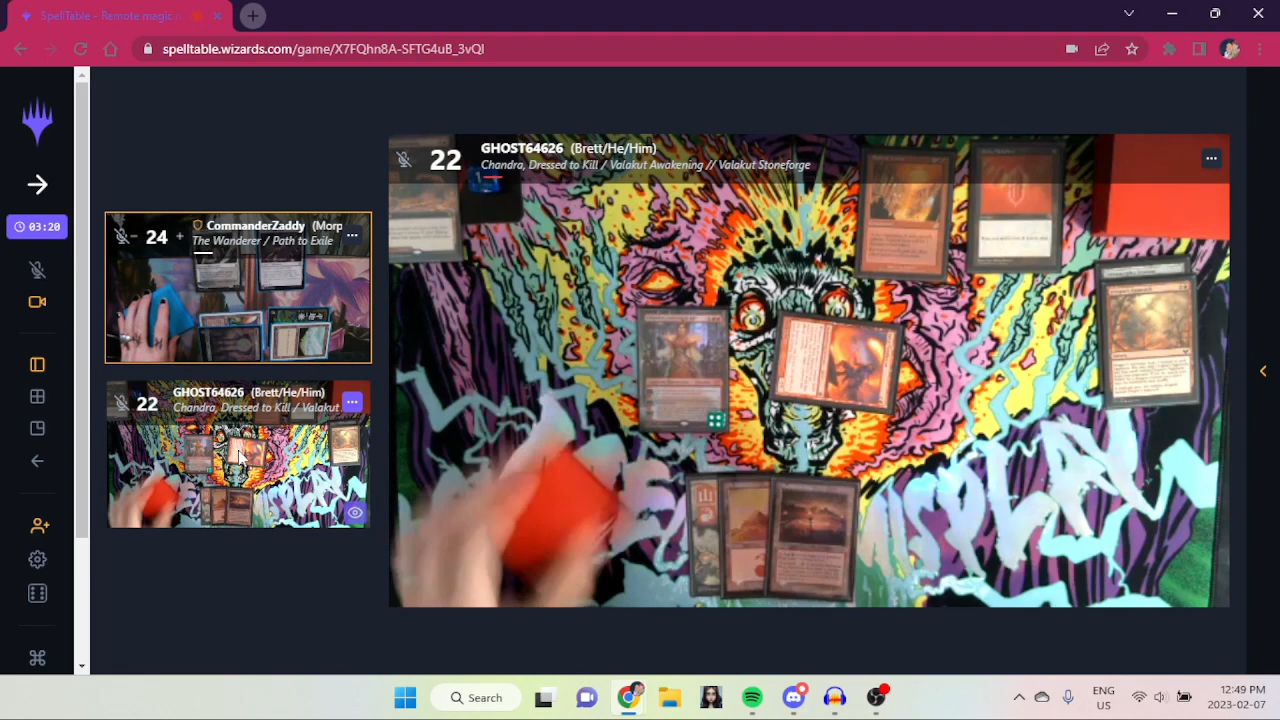 SpellTable - Remote magic
spelltable.wizards.com/game/X7FQhn8A-SFTG4uB_3vQI
03:20
24
CommanderZaddy (Morp
The Wanderer / Path to Exile
22
GHOST64626 (Brett/He/Him)
Chandra, Dressed to Kill / Valakut
22
GHOST64626 (Brett/He/Him)
Chandra, Dressed to Kill / Valakut Awakening // Valakut Stoneforge
Search
ENG
US
12:49 PM
2023-02-07